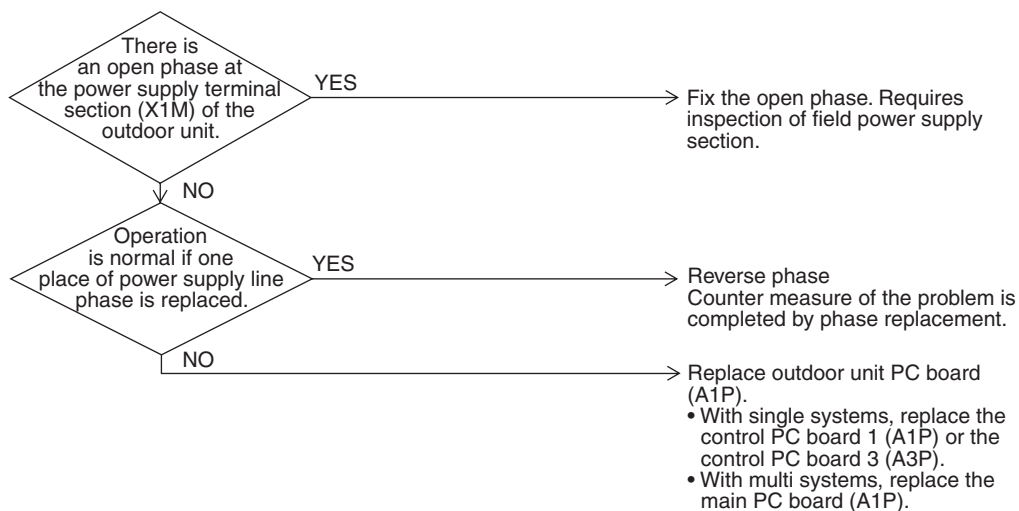 There is
an open phase at
the power supply terminal
section (X1M) of the
outdoor unit.
YES
Fix the open phase. Requires
inspection of field power supply
section.
NO
Operation
is normal if one
place of power supply line
phase is replaced.
YES
Reverse phase
Counter measure of the problem is
completed by phase replacement.
NO
Replace outdoor unit PC board
(A1P).
• With single systems, replace the
control PC board 1 (A1P) or the
control PC board 3 (A3P).
• With multi systems, replace the
main PC board (A1P).